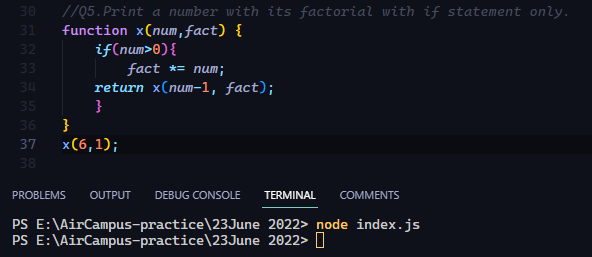 30 //Q5.Print a number with its factorial with if statement only.
31 function x(num,fact) {
32 if(num>0){
33 fact *= num;
34 return x(num-1, fact);
35 }
36 }
37 x(6,1);
38
PROBLEMS OUTPUT DEBUG CONSOLE TERMINAL COMMENTS
PS E:\AirCampus-practice\23June 2022> node index.js
PS E:\AirCampus-practice\23June 2022>